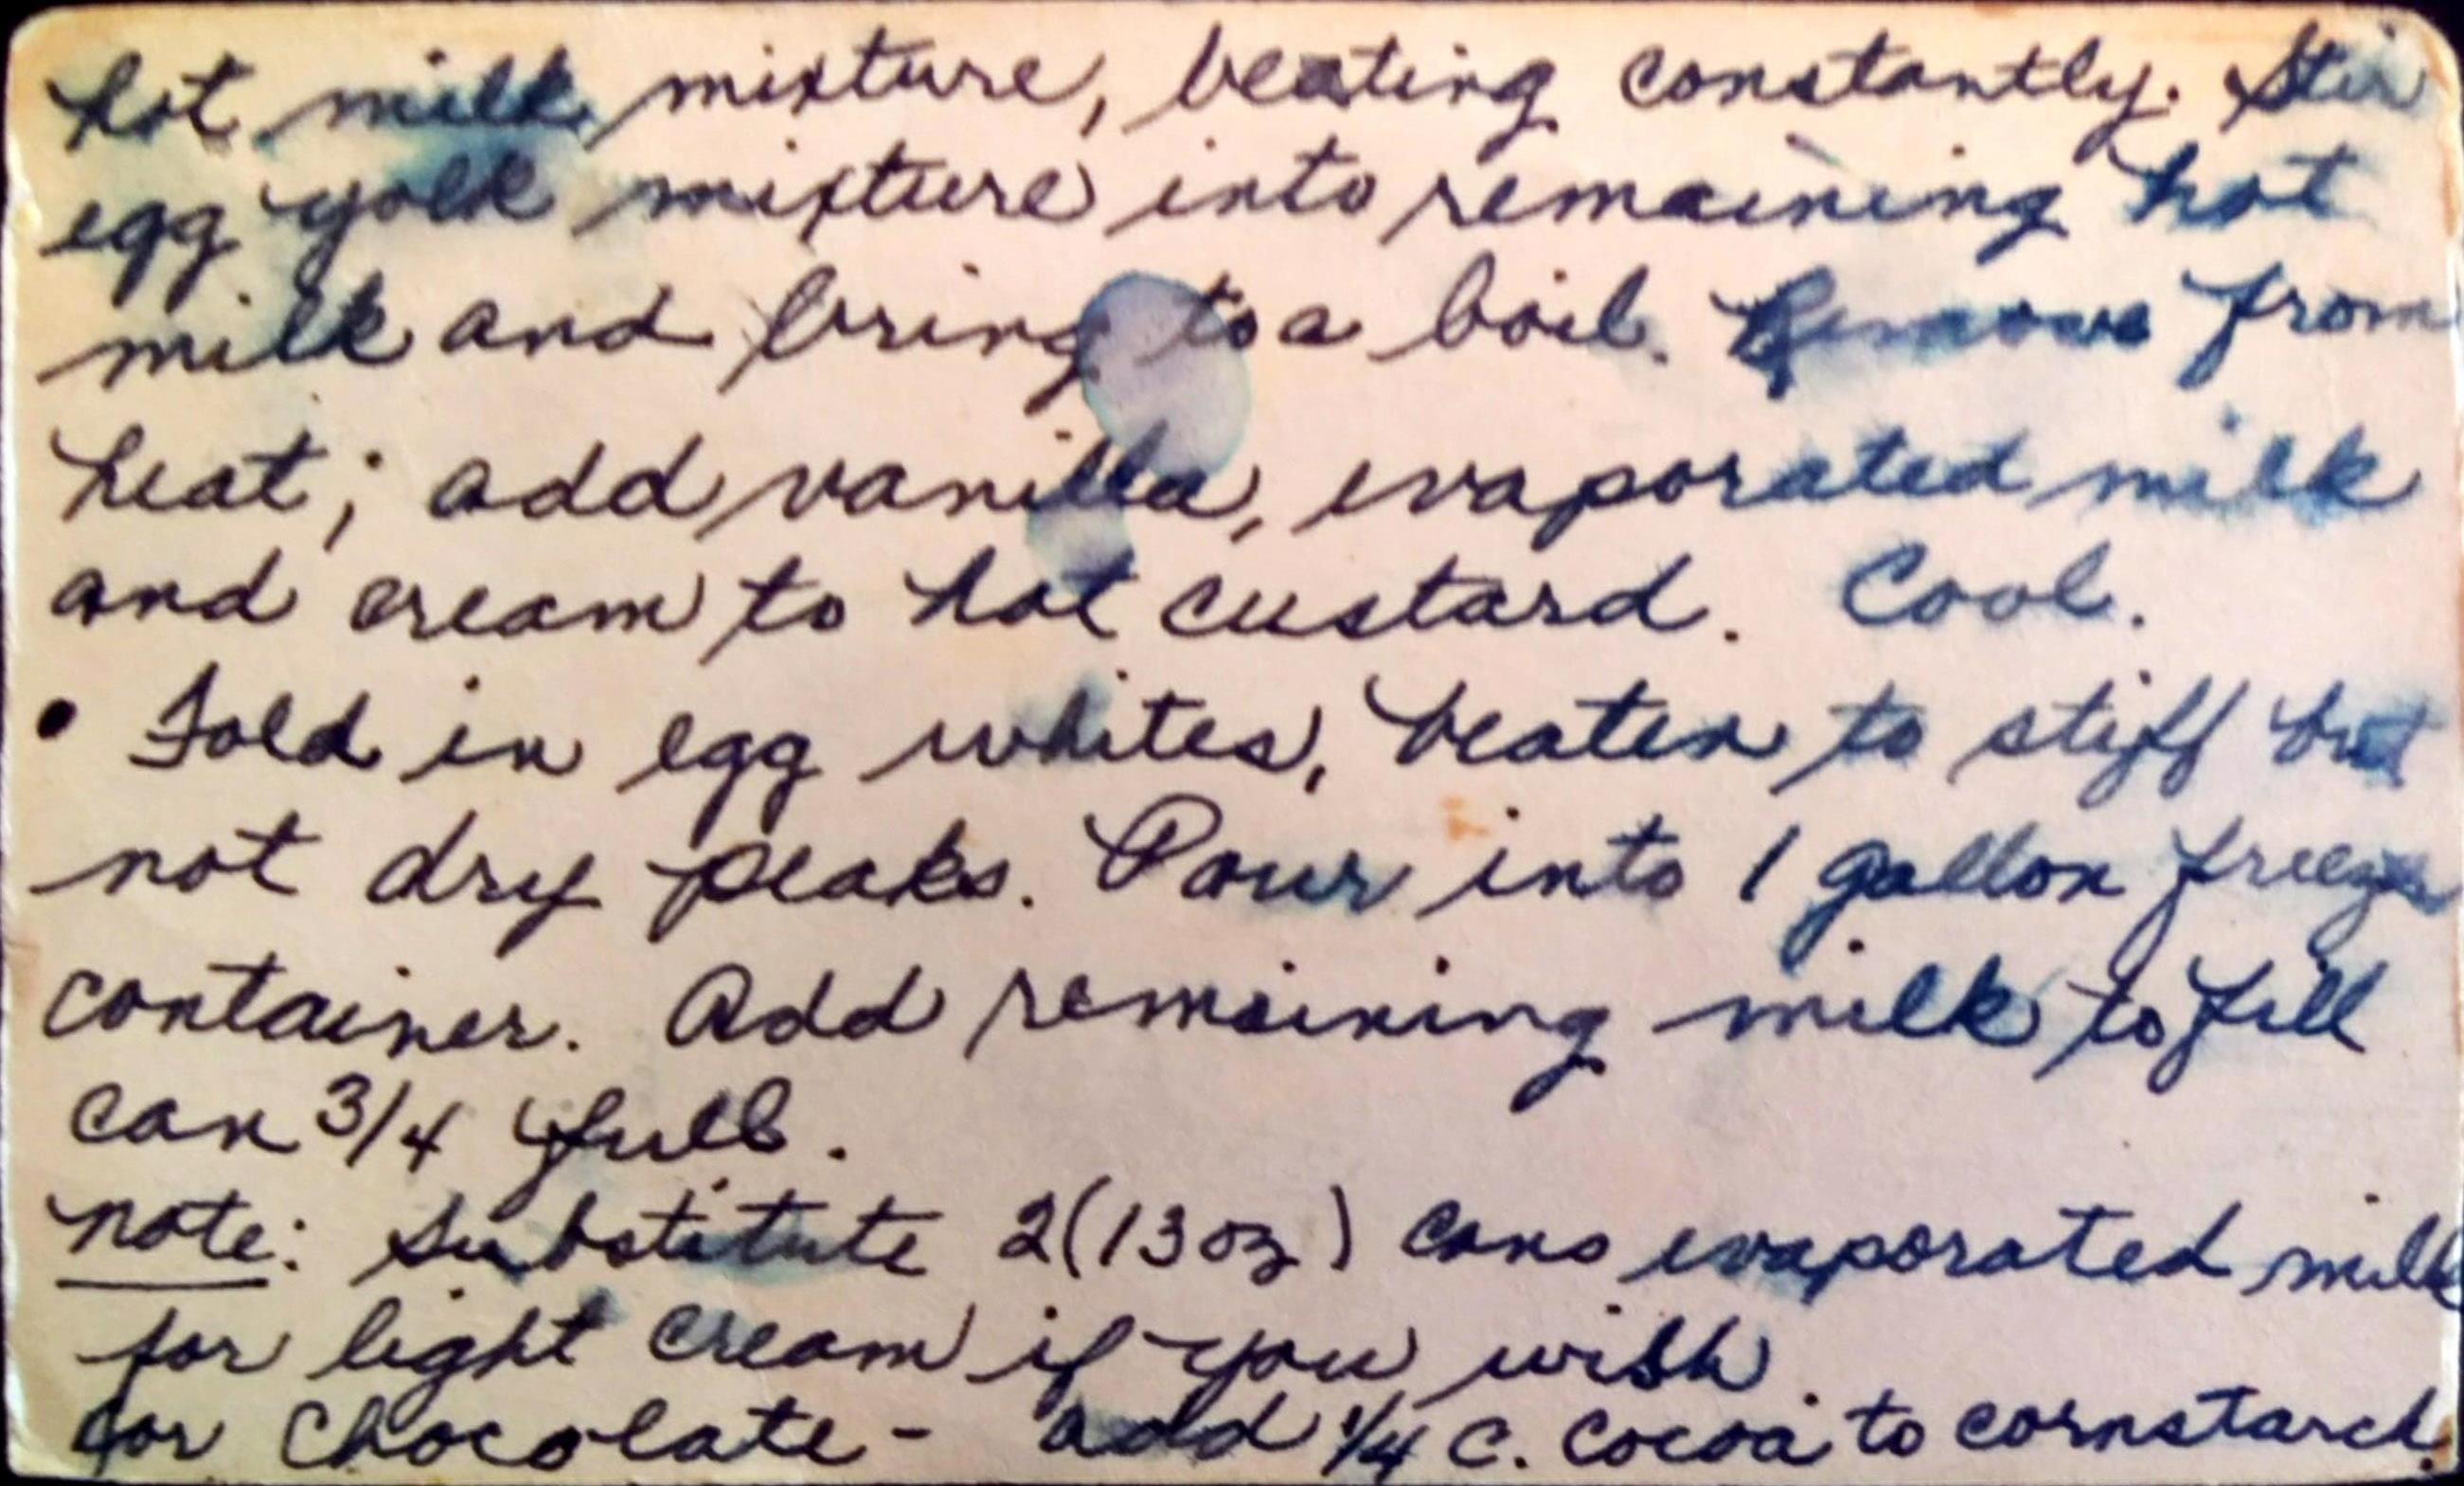 hot milk mixture, beating constantly. Stir
egg yolk mixture into remaining hot
milk and bring to a boil. Remove from
heat; add vanilla, evaporated milk
and cream to hot custard. Cool.
• Fold in egg whites, beaten to stiff but
not dry peaks. Pour into 1 gallon freezer
container. Add remaining milk to fill
can 3/4 full.
note: Substitute 2(13oz) cans evaporated milk
for light cream if you wish.
for chocolate - add 1/4 c. cocoa to cornstarch.